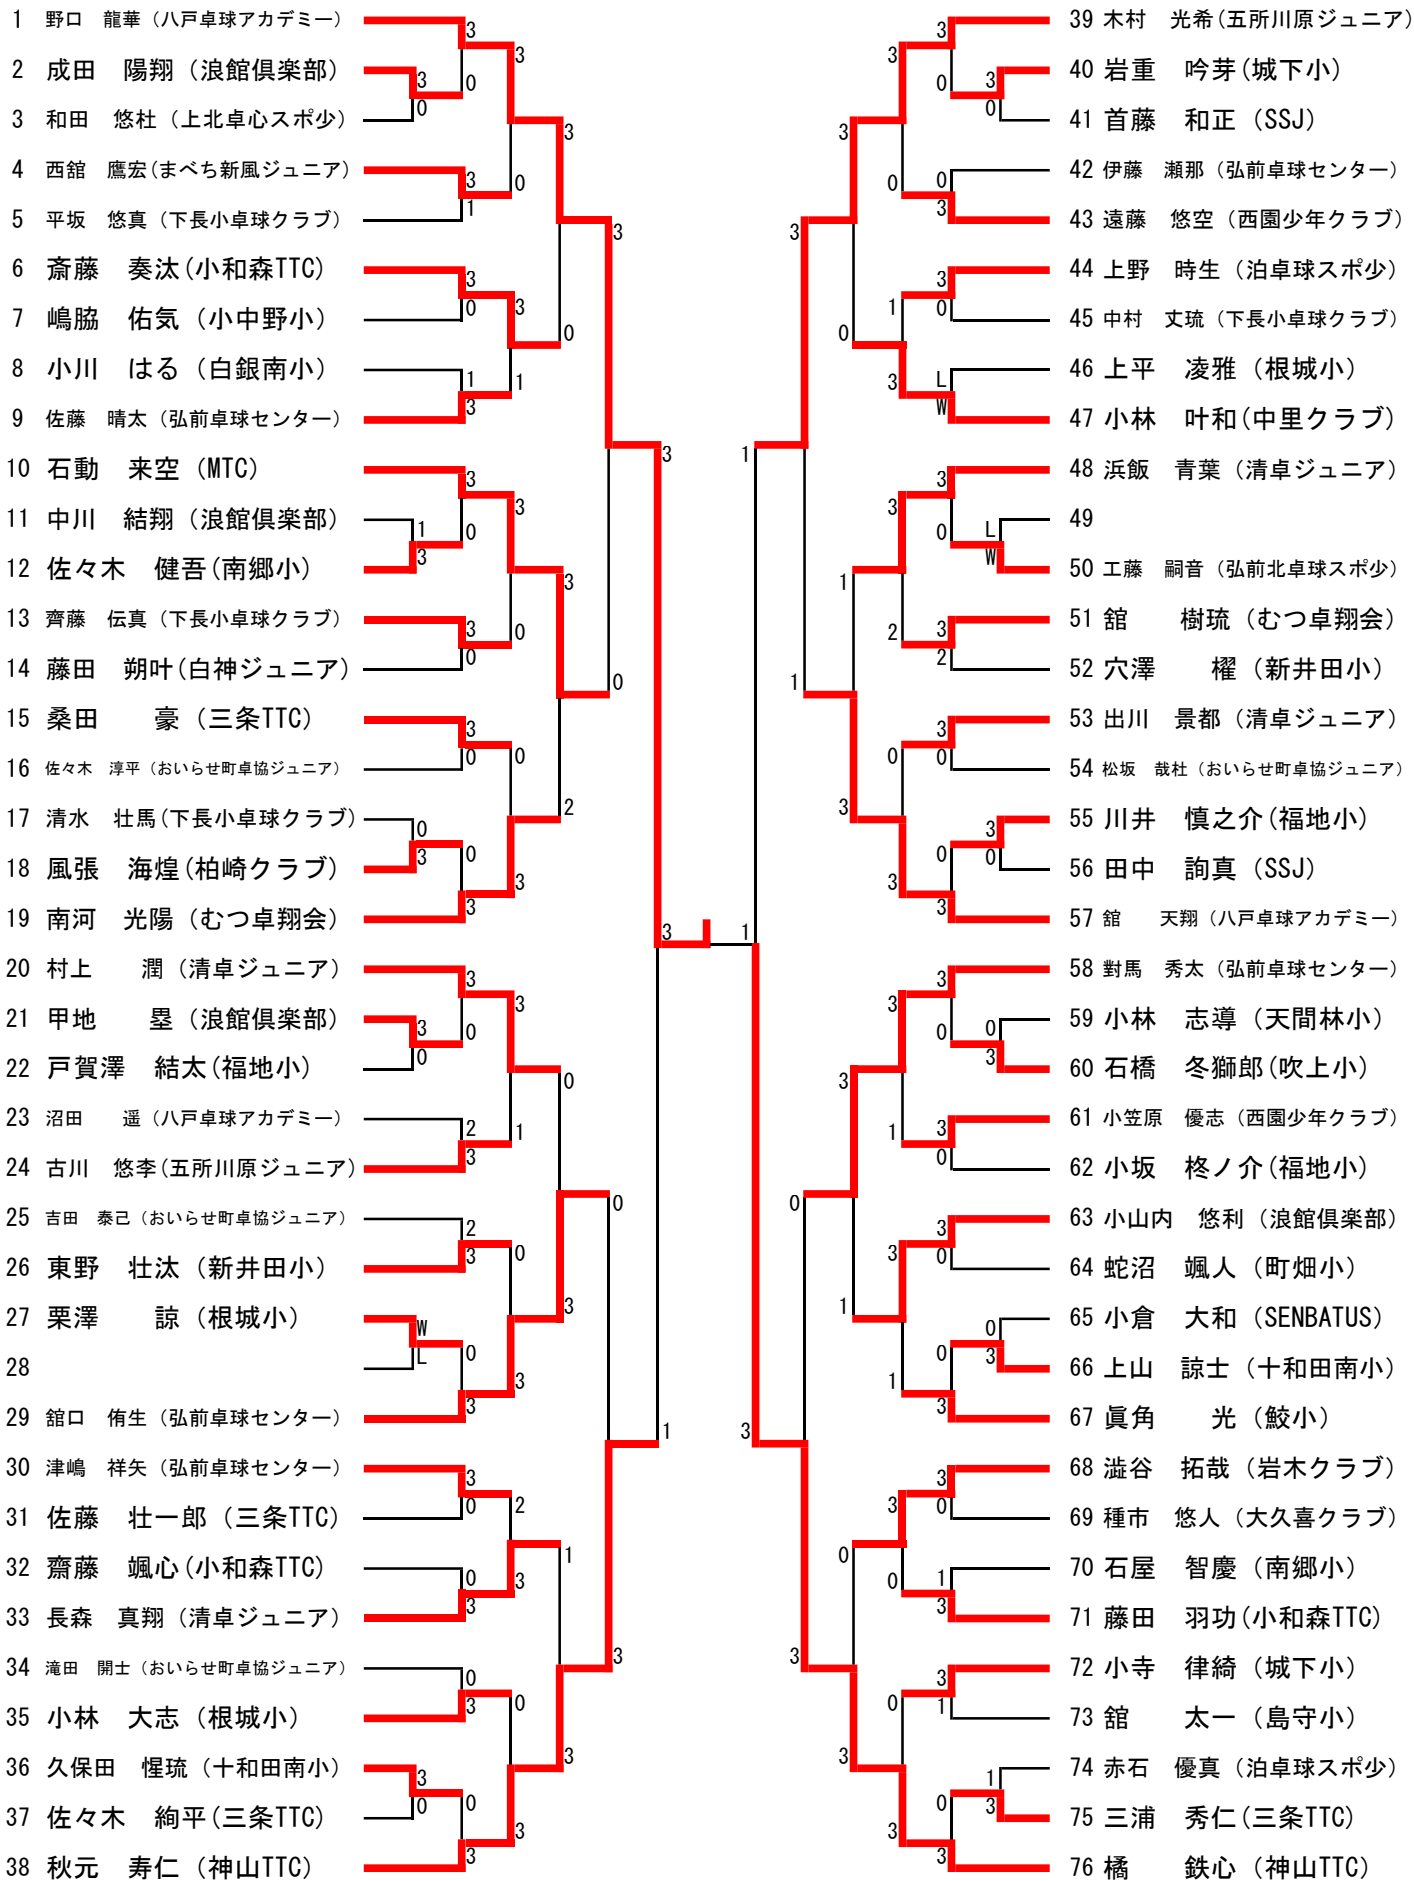 1 野口 龍華（八戸卓球アカデミー）
2 成田 陽翔（浪館倶楽部）
3 和田 悠杜（上北卓心スポ少）
4 西舘 鷹宏(まべち新風ジュニア)
5 平坂 悠真（下長小卓球クラブ）
6 斎藤 奏汰(小和森TTC)
7 嶋脇 佑気（小中野小）
8 小川 はる（白銀南小）
9 佐藤 晴太（弘前卓球センター）
10 石動 来空（MTC）
11 中川 結翔（浪館倶楽部）
12 佐々木 健吾(南郷小)
13 齊藤 伝真（下長小卓球クラブ）
14 藤田 朔叶(白神ジュニア)
15 桑田 豪（三条TTC）
16 佐々木 淳平（おいらせ町卓協ジュニア）
17 清水 壮馬(下長小卓球クラブ)
18 風張 海煌(柏崎クラブ)
19 南河 光陽（むつ卓翔会）
20 村上 潤（清卓ジュニア）
21 甲地 塁（浪館倶楽部）
22 戸賀澤 結太(福地小)
23 沼田 遥（八戸卓球アカデミー）
24 古川 悠李(五所川原ジュニア)
25 吉田 泰己（おいらせ町卓協ジュニア）
26 東野 壮汰（新井田小）
27 栗澤 諒（根城小）
28
29 舘口 侑生（弘前卓球センター）
30 津嶋 祥矢（弘前卓球センター）
31 佐藤 壮一郎（三条TTC）
32 齋藤 颯心(小和森TTC)
33 長森 真翔（清卓ジュニア）
34 滝田 開士（おいらせ町卓協ジュニア）
35 小林 大志（根城小）
36 久保田 惺琉（十和田南小）
37 佐々木 絢平(三条TTC)
38 秋元 寿仁（神山TTC）
39 木村 光希(五所川原ジュニア)
40 岩重 吟芽(城下小)
41 首藤 和正（SSJ）
42 伊藤 瀬那（弘前卓球センター）
43 遠藤 悠空（西園少年クラブ）
44 上野 時生（泊卓球スポ少）
45 中村 丈琉（下長小卓球クラブ）
46 上平 凌雅（根城小）
47 小林 叶和(中里クラブ)
48 浜飯 青葉（清卓ジュニア）
49
50 工藤 嗣音（弘前北卓球スポ少）
51 舘 樹琉（むつ卓翔会）
52 穴澤 櫂（新井田小）
53 出川 景都（清卓ジュニア）
54 松坂 哉杜（おいらせ町卓協ジュニア）
55 川井 慎之介(福地小)
56 田中 詢真（SSJ）
57 舘 天翔（八戸卓球アカデミー）
58 對馬 秀太（弘前卓球センター）
59 小林 志導（天間林小）
60 石橋 冬獅郎(吹上小)
61 小笠原 優志（西園少年クラブ）
62 小坂 柊ノ介(福地小)
63 小山内 悠利（浪館倶楽部）
64 蛇沼 颯人（町畑小）
65 小倉 大和（SENBATUS）
66 上山 諒士（十和田南小）
67 眞角 光（鮫小）
68 澁谷 拓哉（岩木クラブ）
69 種市 悠人（大久喜クラブ）
70 石屋 智慶（南郷小）
71 藤田 羽功(小和森TTC)
72 小寺 律綺（城下小）
73 舘 太一（島守小）
74 赤石 優真（泊卓球スポ少）
75 三浦 秀仁(三条TTC)
76 橘 鉄心（神山TTC）